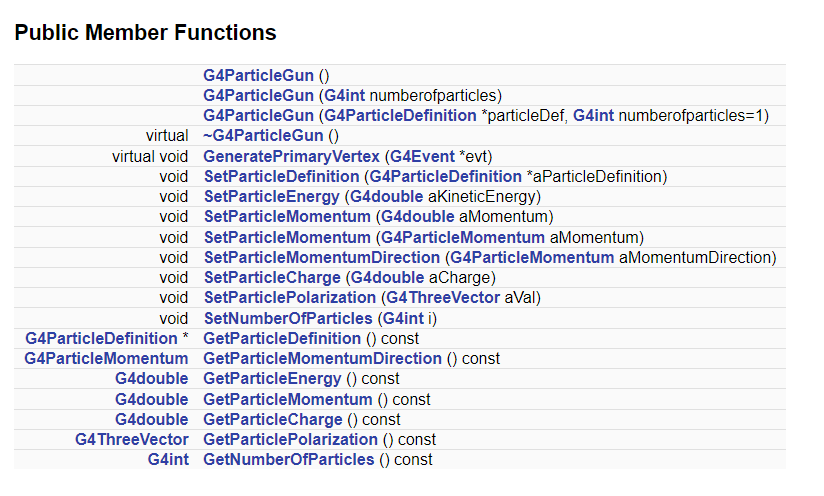 Public Member Functions
G4ParticleGun ()
G4ParticleGun (G4int numberofparticles)
G4ParticleGun (G4ParticleDefinition *particleDef, G4int numberofparticles=1)
virtual ~G4ParticleGun ()
virtual void GeneratePrimaryVertex (G4Event *evt)
void SetParticleDefinition (G4ParticleDefinition *aParticleDefinition)
void SetParticleEnergy (G4double aKineticEnergy)
void SetParticleMomentum (G4double aMomentum)
void SetParticleMomentum (G4ParticleMomentum aMomentum)
void SetParticleMomentumDirection (G4ParticleMomentum aMomentumDirection)
void SetParticleCharge (G4double aCharge)
void SetParticlePolarization (G4ThreeVector aVal)
void SetNumberOfParticles (G4int i)
G4ParticleDefinition * GetParticleDefinition () const
G4ParticleMomentum GetParticleMomentumDirection () const
G4double GetParticleEnergy () const
G4double GetParticleMomentum () const
G4double GetParticleCharge () const
G4ThreeVector GetParticlePolarization () const
G4int GetNumberOfParticles () const